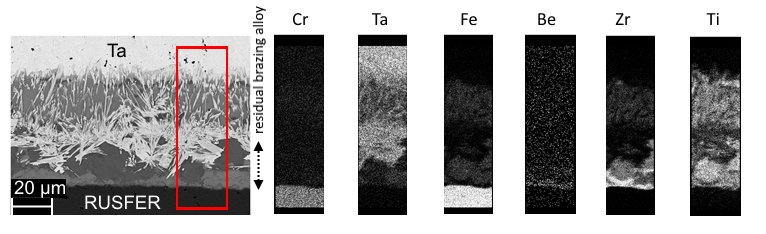 Ta
20 µm
RUSFER
residual brazing alloy
Cr
Ta
Fe
Be
Zr
Ti